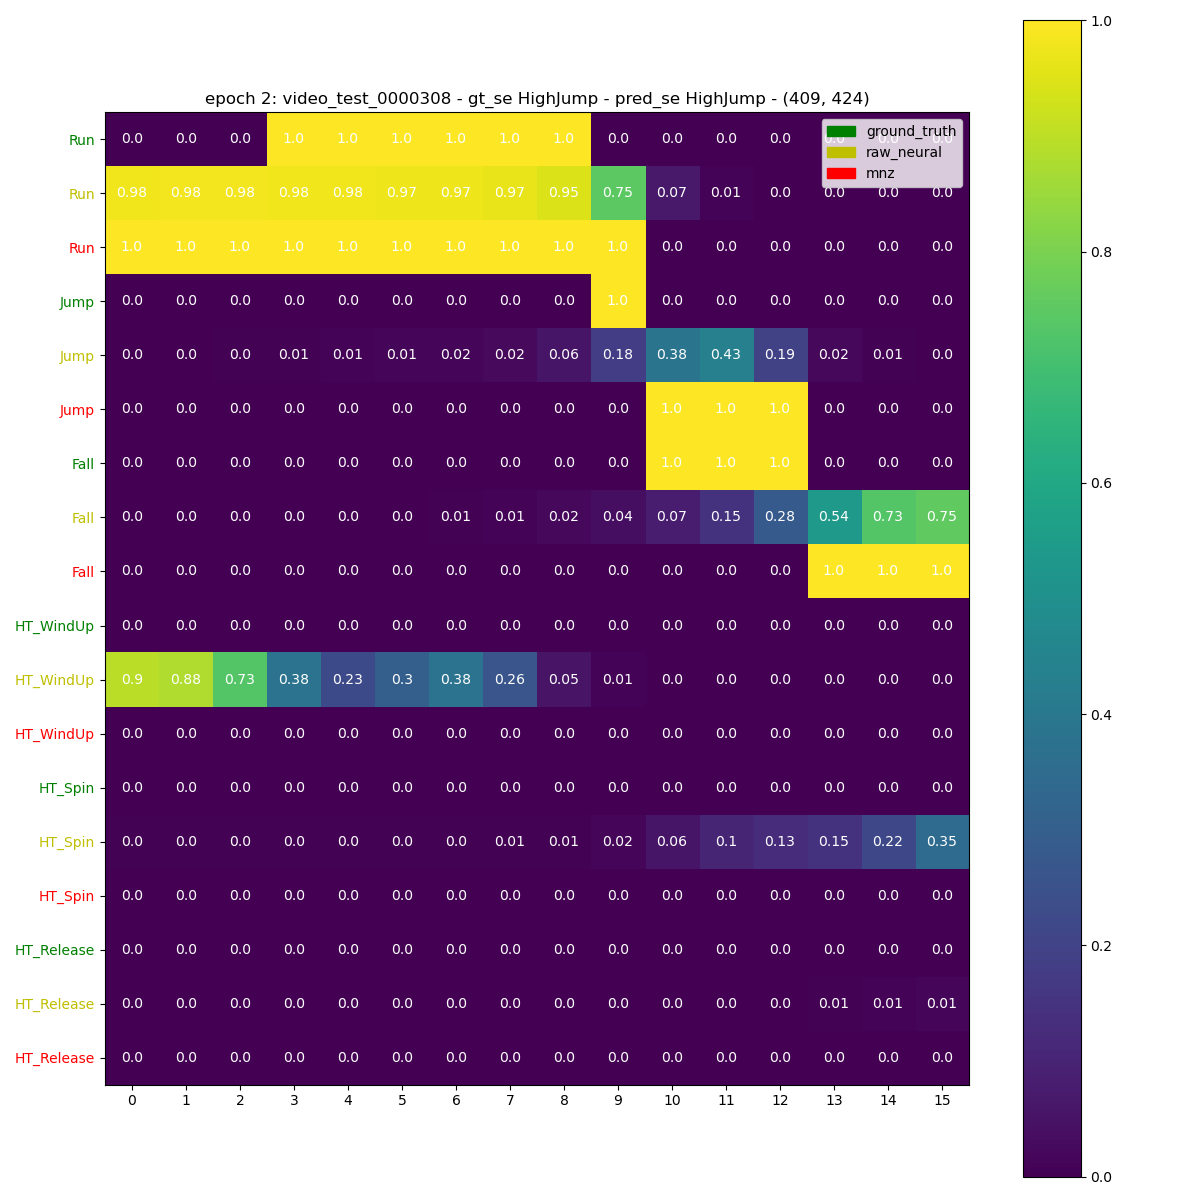 epoch 2: video_test_0000308 - gt_se HighJump - pred_se HighJump - (409, 424)
ground_truth
raw_neural
mnz
Run 0.0 0.0 0.0 1.0 1.0 1.0 1.0 1.0 1.0 0.0 0.0 0.0 0.0 0.0 0.0 0.0
Run 0.98 0.98 0.98 0.98 0.98 0.97 0.97 0.97 0.95 0.75 0.07 0.01 0.0 0.0 0.0 0.0
Run 1.0 1.0 1.0 1.0 1.0 1.0 1.0 1.0 1.0 1.0 0.0 0.0 0.0 0.0 0.0 0.0
Jump 0.0 0.0 0.0 0.0 0.0 0.0 0.0 0.0 0.0 1.0 0.0 0.0 0.0 0.0 0.0 0.0
Jump 0.0 0.0 0.0 0.01 0.01 0.01 0.02 0.02 0.06 0.18 0.38 0.43 0.19 0.02 0.01 0.0
Jump 0.0 0.0 0.0 0.0 0.0 0.0 0.0 0.0 0.0 0.0 1.0 1.0 1.0 0.0 0.0 0.0
Fall 0.0 0.0 0.0 0.0 0.0 0.0 0.0 0.0 0.0 0.0 1.0 1.0 1.0 0.0 0.0 0.0
Fall 0.0 0.0 0.0 0.0 0.0 0.0 0.01 0.01 0.02 0.04 0.07 0.15 0.28 0.54 0.73 0.75
Fall 0.0 0.0 0.0 0.0 0.0 0.0 0.0 0.0 0.0 0.0 0.0 0.0 0.0 1.0 1.0 1.0
HT_WindUp 0.0 0.0 0.0 0.0 0.0 0.0 0.0 0.0 0.0 0.0 0.0 0.0 0.0 0.0 0.0 0.0
HT_WindUp 0.9 0.88 0.73 0.38 0.23 0.3 0.38 0.26 0.05 0.01 0.0 0.0 0.0 0.0 0.0 0.0
HT_WindUp 0.0 0.0 0.0 0.0 0.0 0.0 0.0 0.0 0.0 0.0 0.0 0.0 0.0 0.0 0.0 0.0
HT_Spin 0.0 0.0 0.0 0.0 0.0 0.0 0.0 0.0 0.0 0.0 0.0 0.0 0.0 0.0 0.0 0.0
HT_Spin 0.0 0.0 0.0 0.0 0.0 0.0 0.0 0.01 0.01 0.02 0.06 0.1 0.13 0.15 0.22 0.35
HT_Spin 0.0 0.0 0.0 0.0 0.0 0.0 0.0 0.0 0.0 0.0 0.0 0.0 0.0 0.0 0.0 0.0
HT_Release 0.0 0.0 0.0 0.0 0.0 0.0 0.0 0.0 0.0 0.0 0.0 0.0 0.0 0.0 0.0 0.0
HT_Release 0.0 0.0 0.0 0.0 0.0 0.0 0.0 0.0 0.0 0.0 0.0 0.0 0.0 0.01 0.01 0.01
HT_Release 0.0 0.0 0.0 0.0 0.0 0.0 0.0 0.0 0.0 0.0 0.0 0.0 0.0 0.0 0.0 0.0
0 1 2 3 4 5 6 7 8 9 10 11 12 13 14 15
1.0
0.8
0.6
0.4
0.2
0.0